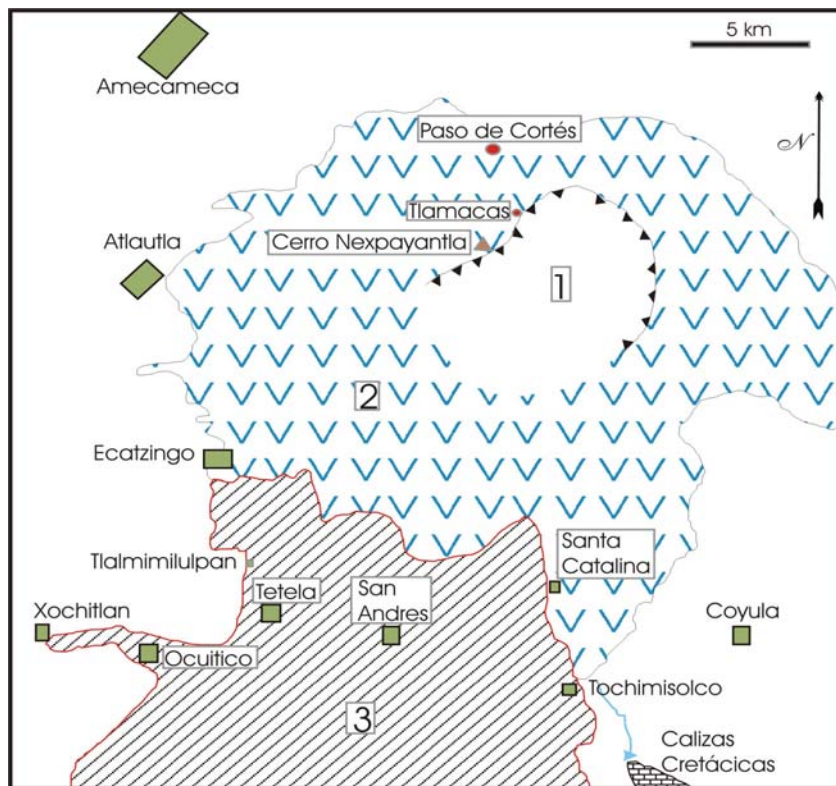 5 km
Amecameca
Paso de Cortés
N
Tlamacas
Atlautla
Cerro Nexpayantla
1
2
Ecatzingo
Santa
Catalina
Tlalmimilulpan
Tetela
San
Andres
Xochitlan
Coyula
Ocuitico
Tochimisolco
3
Calizas
Cretácicas